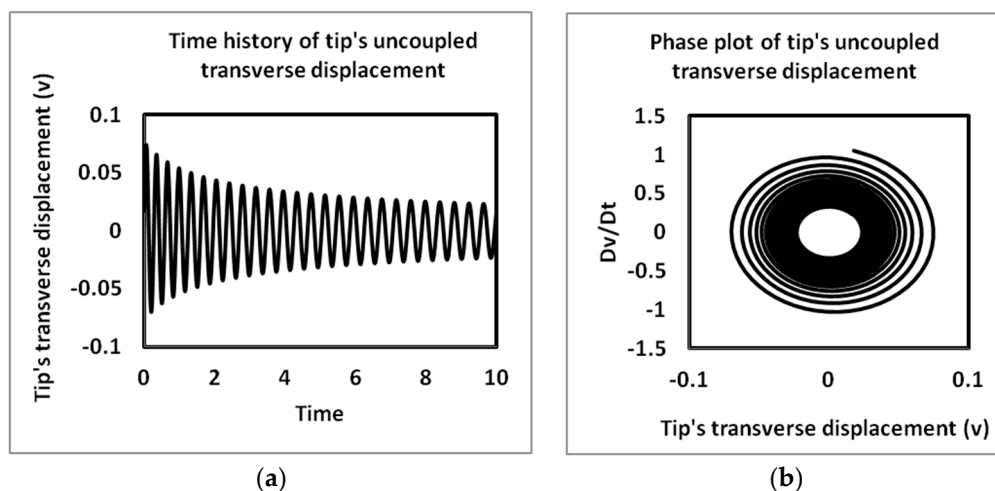 Time history of tip's uncoupled
transverse displacement
Tip's transverse displacement (v)
0.1
0.05
0
-0.05
-0.1
0
2
4
6
8
10
Time
(a)
Phase plot of tip's uncoupled
transverse displacement
Dv/Dt
1.5
1
0.5
0
-0.5
-1
-1.5
-0.1
0
0.1
Tip's transverse displacement (v)
(b)